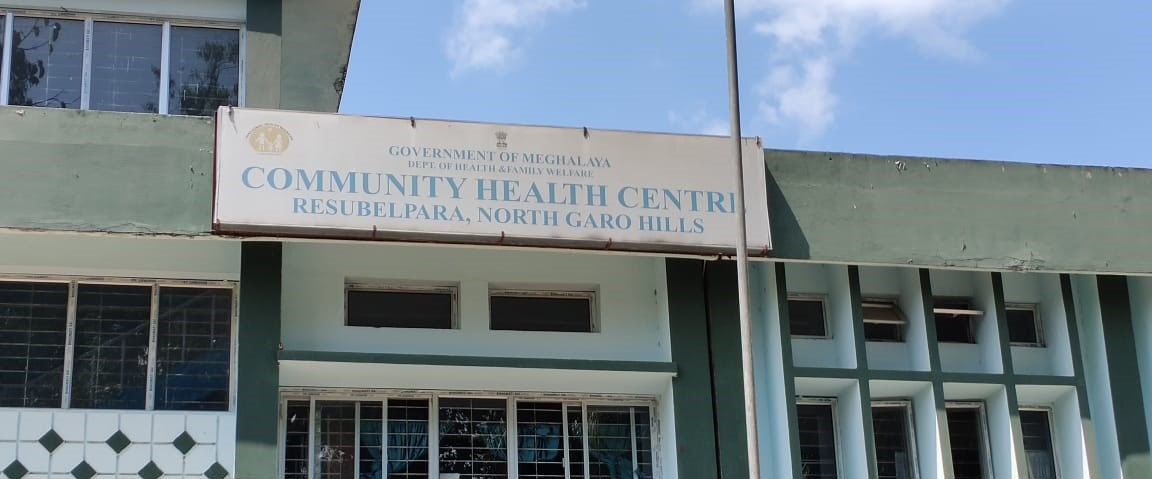 GOVERNMENT OF MEGHALAYA
DEPT. OF HEALTH & FAMILY WELFARE
COMMUNITY HEALTH CENTR
RESUBELPARA, NORTH GARO HILLS